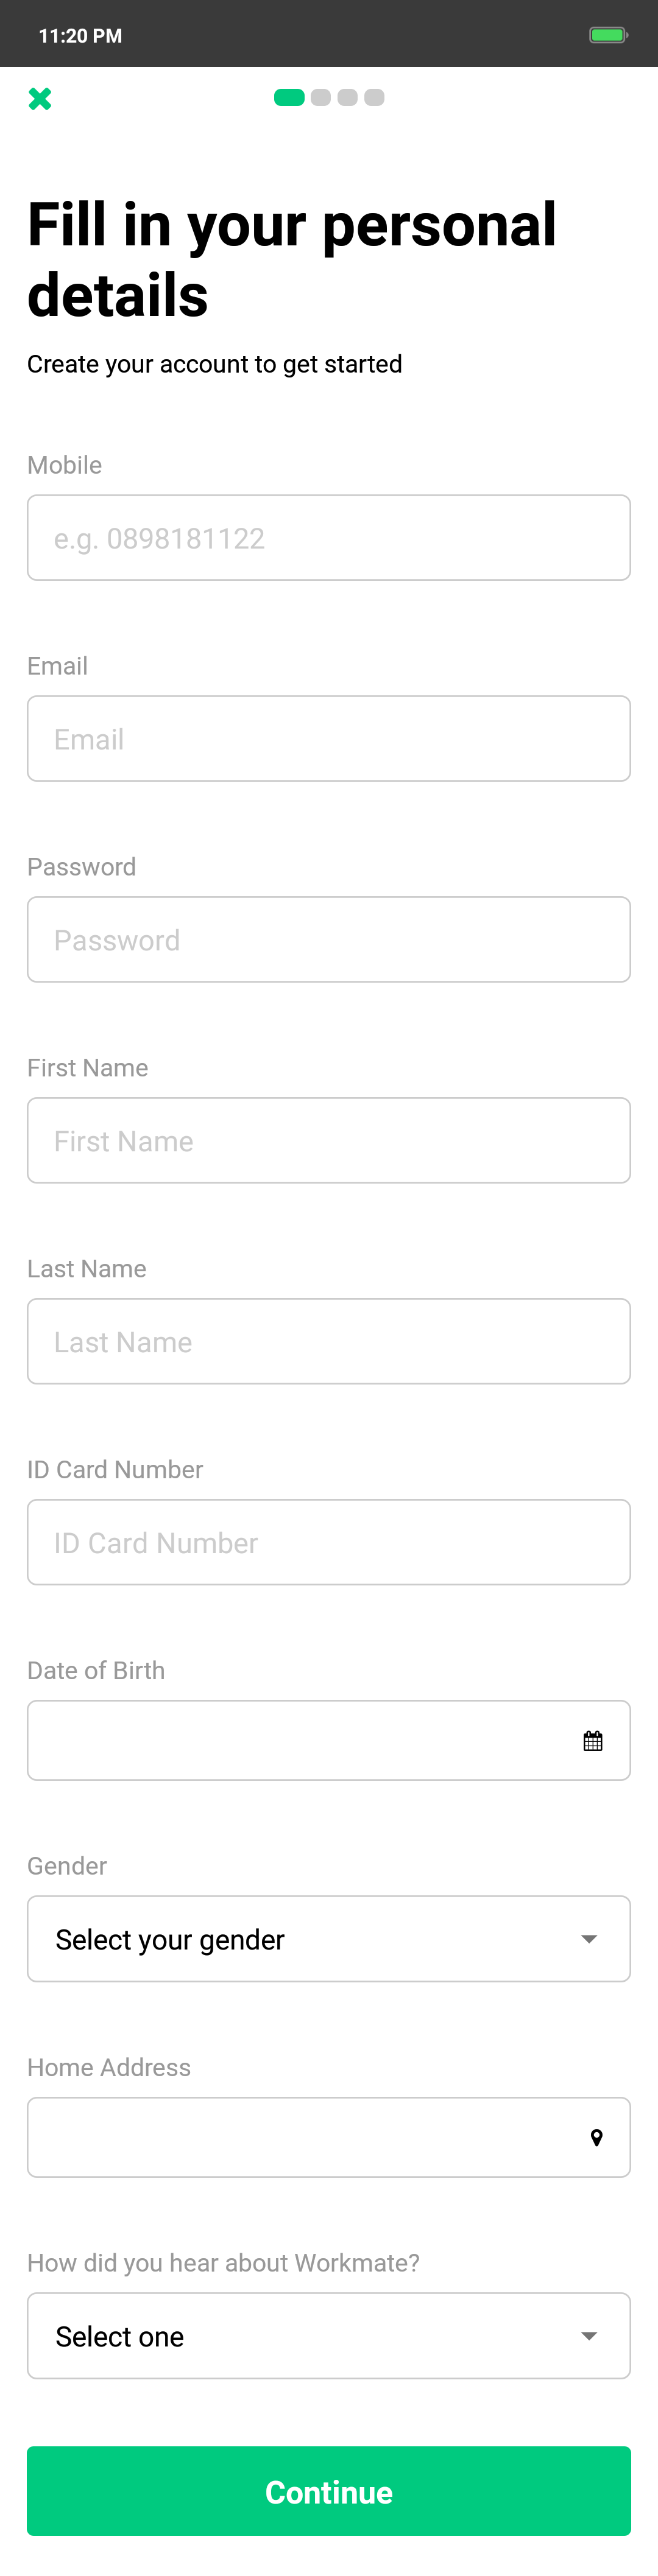 11:20 PM
Fill in your personal
details
Create your account to get started
Mobile
e.g. 0898181122
Email
Email
Password
Password
First Name
First Name
Last Name
Last Name
ID Card Number
ID Card Number
Date of Birth
Gender
Select your gender
Home Address
How did you hear about Workmate?
Select one
Continue